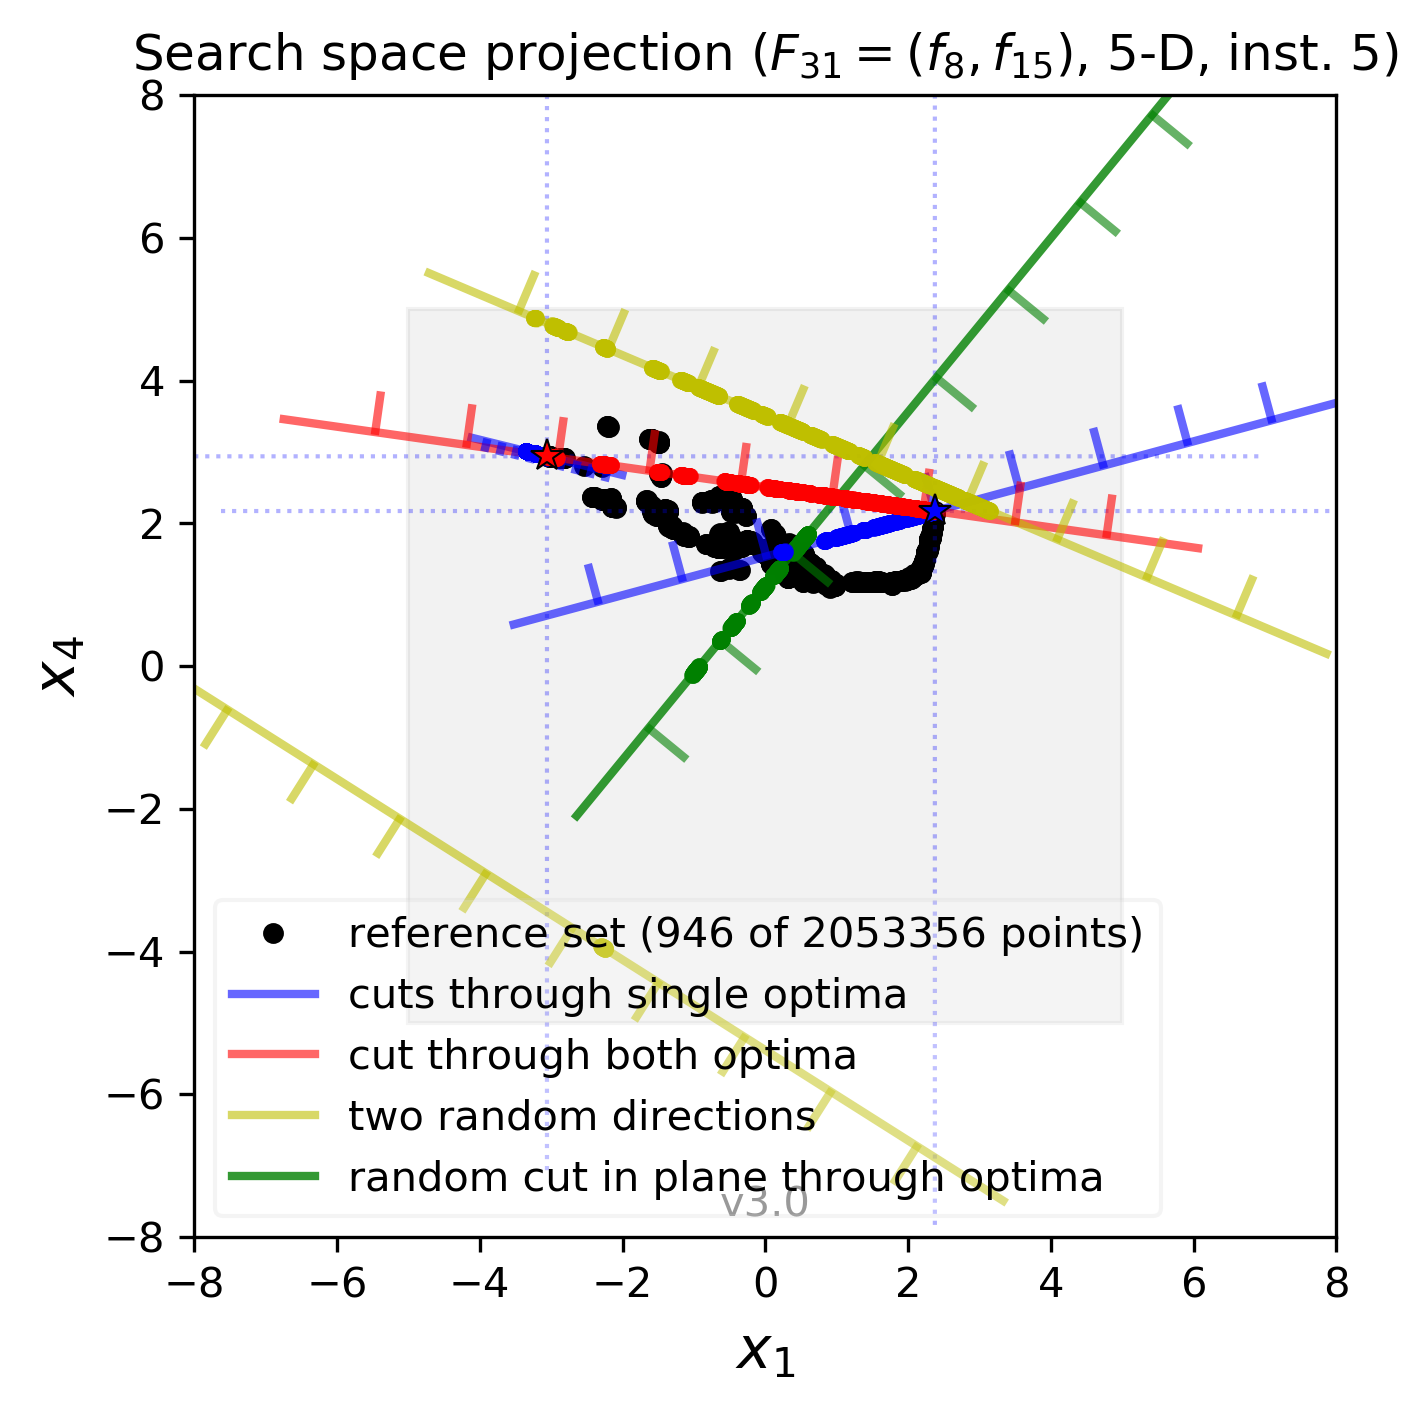 Search space projection (F₃₁ = (f₈, f₁₅), 5-D, inst. 5)
8
6
4
2
0
−2
−4
−6
−8
x₄
reference set (946 of 2053356 points)
cuts through single optima
cut through both optima
two random directions
random cut in plane through optima
v3.0
−8 −6 −4 −2 0 2 4 6 8
x₁